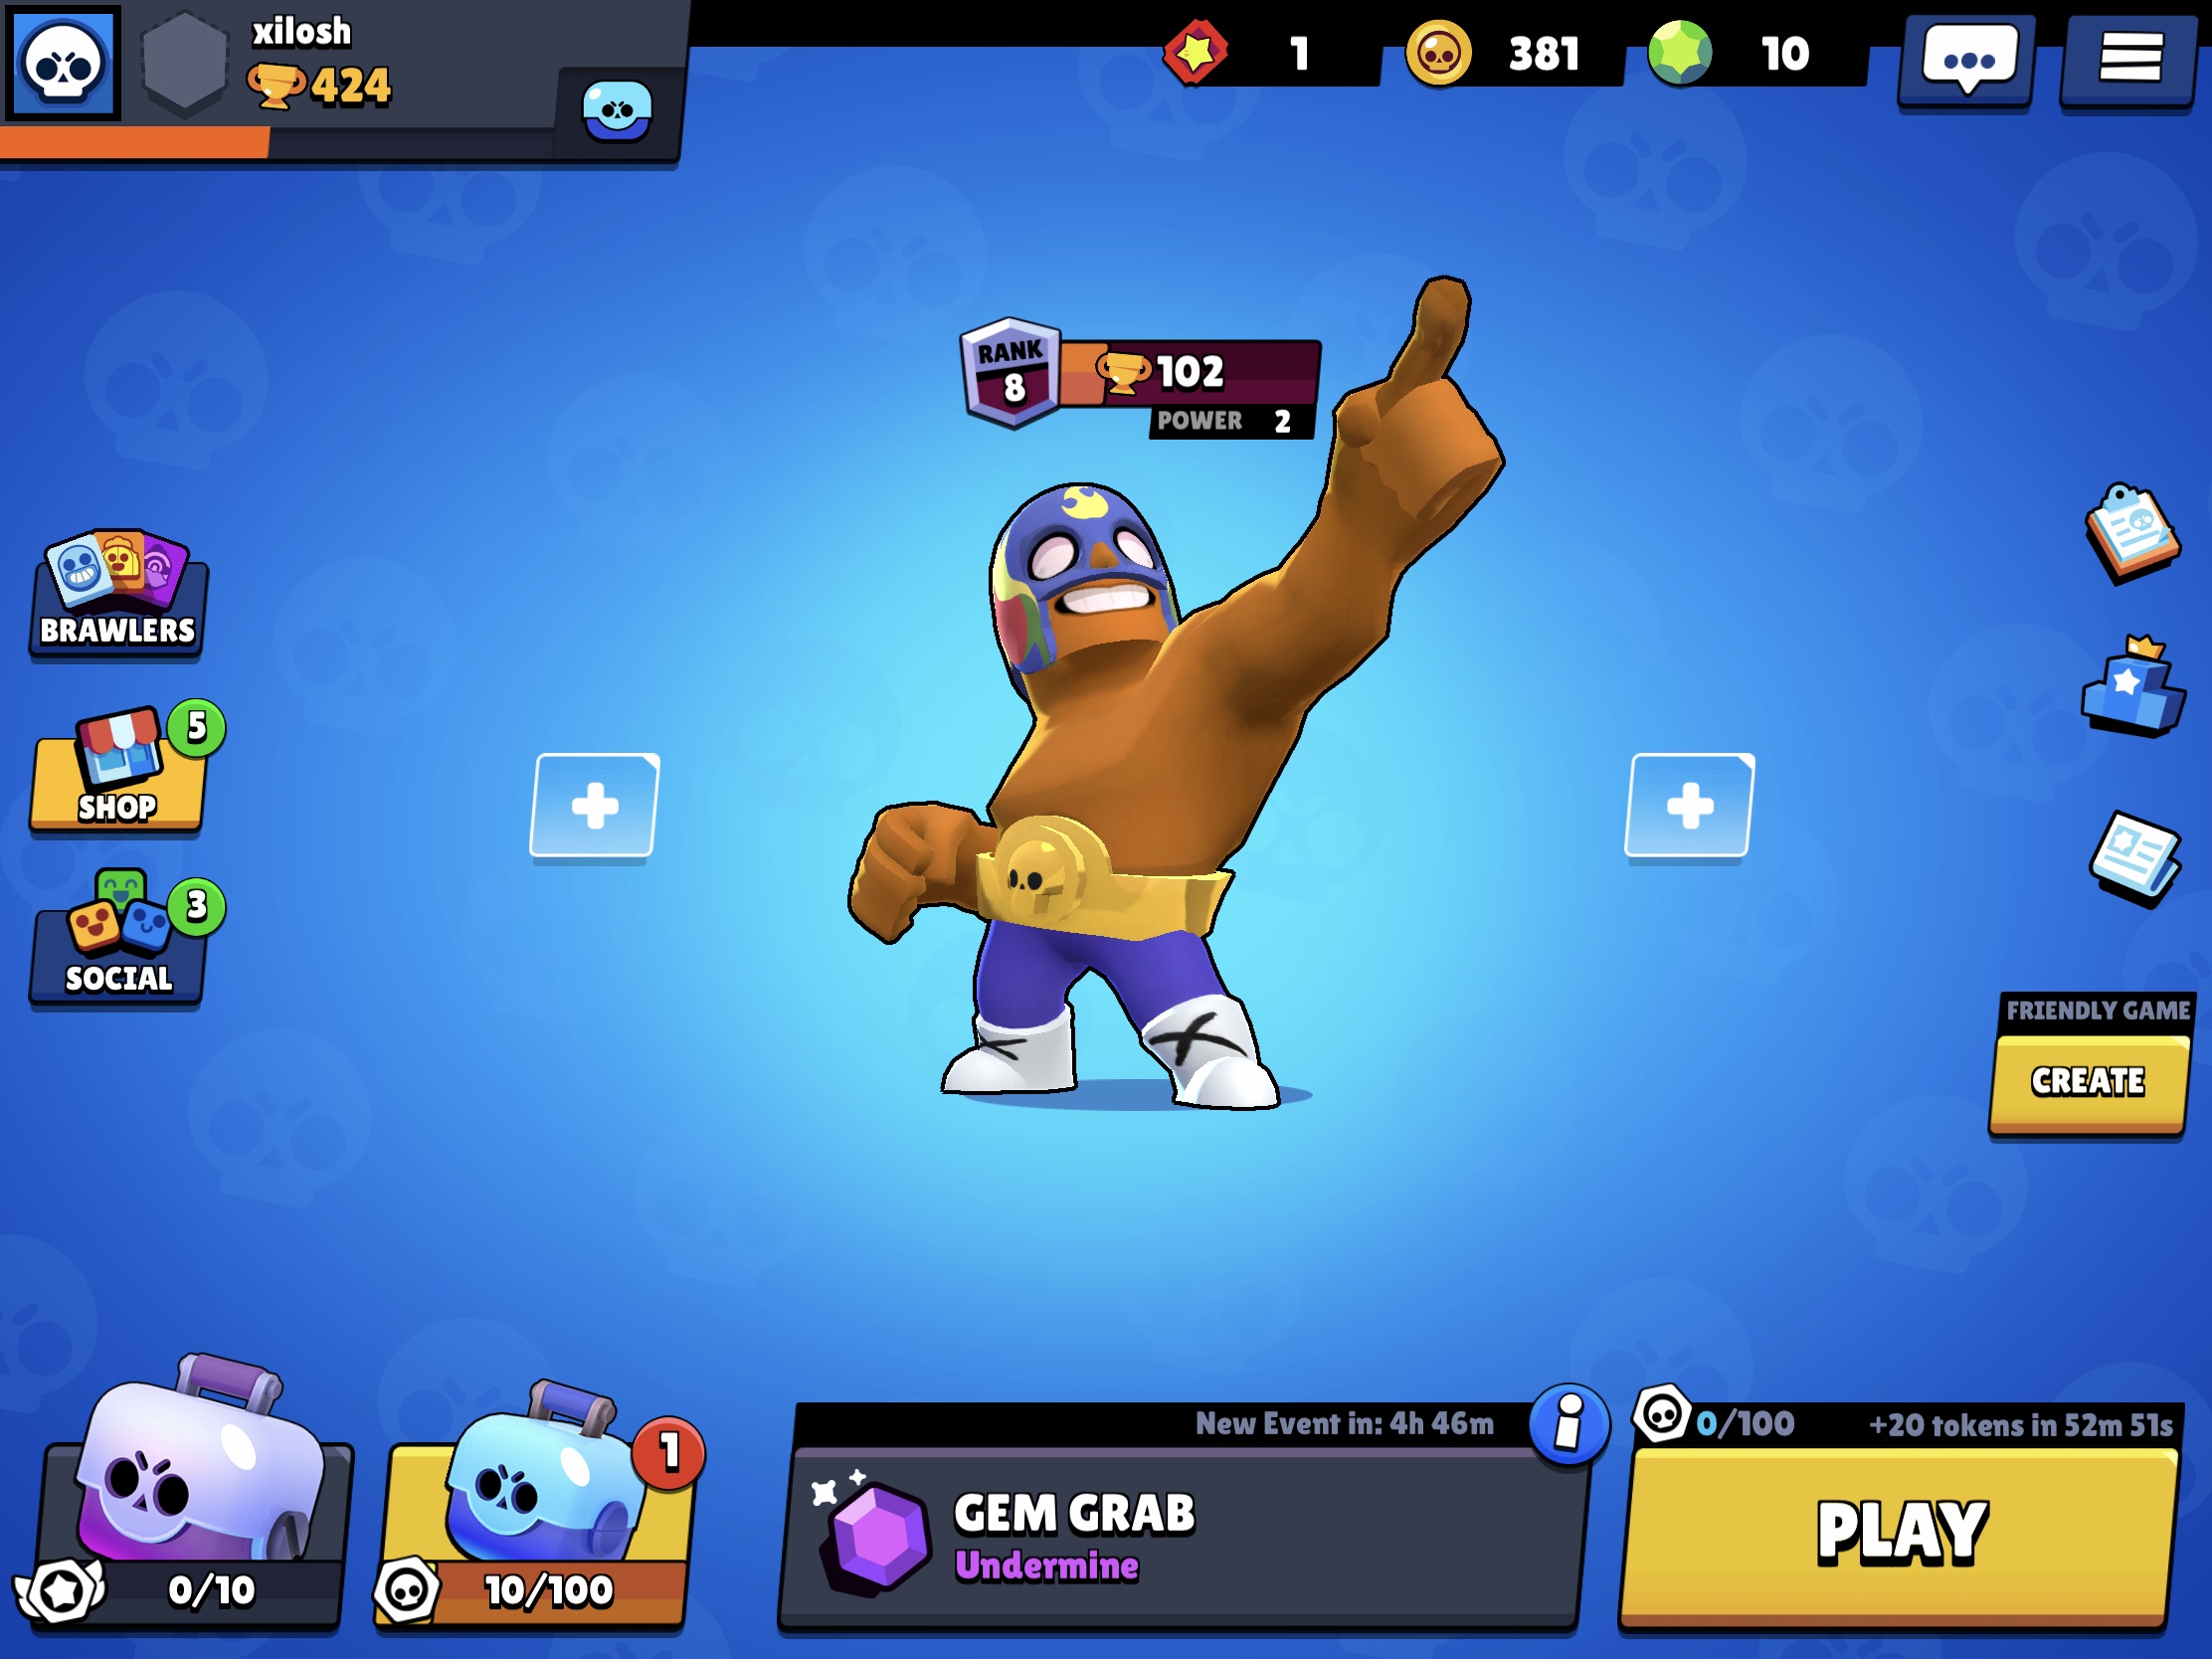 xilosh
424
1
381
10
RANK
8
102
POWER 2
BRAWLERS
5
SHOP
3
SOCIAL
FRIENDLY GAME
CREATE
0/10
1
10/100
New Event in: 4h 46m
GEM GRAB
Undermine
0/100
+20 tokens in 52m 51s
PLAY